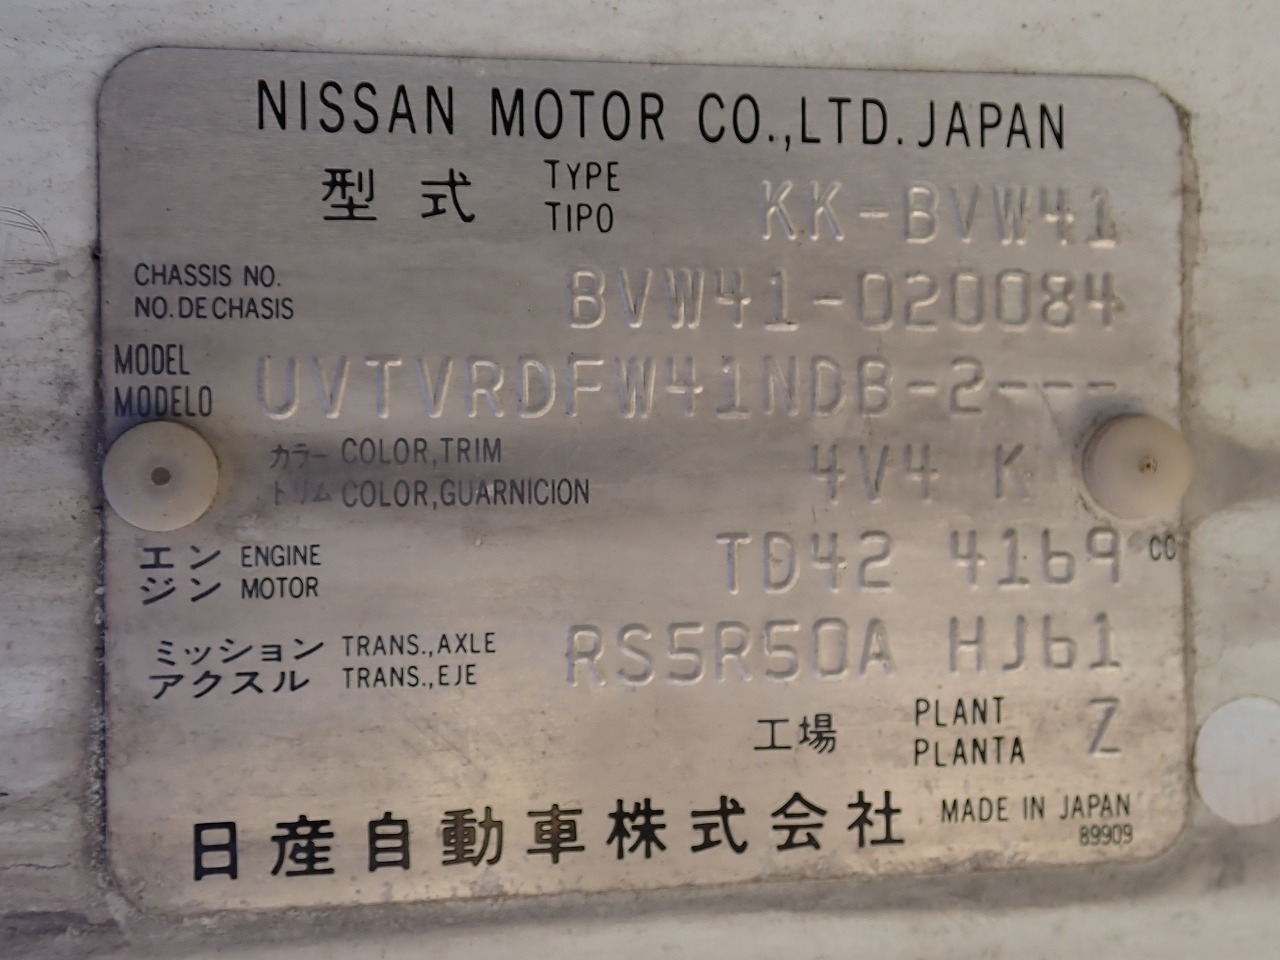 NISSAN MOTOR CO.,LTD. JAPAN
型式 TYPE KK-BVW41
TIPO
CHASSIS NO. BVW41-020084
NO. DE CHASIS
MODEL UVTVRDFW41NDB-2---
MODELO
カラー COLOR,TRIM 4V4 K
トリム COLOR,GUARNICION
エン ENGINE TD42 4169 CC
ジン MOTOR
ミッション TRANS.,AXLE RS5R50A HJ61
アクスル TRANS.,EJE
工場 PLANT Z
PLANTA
日産自動車株式会社 MADE IN JAPAN
89909